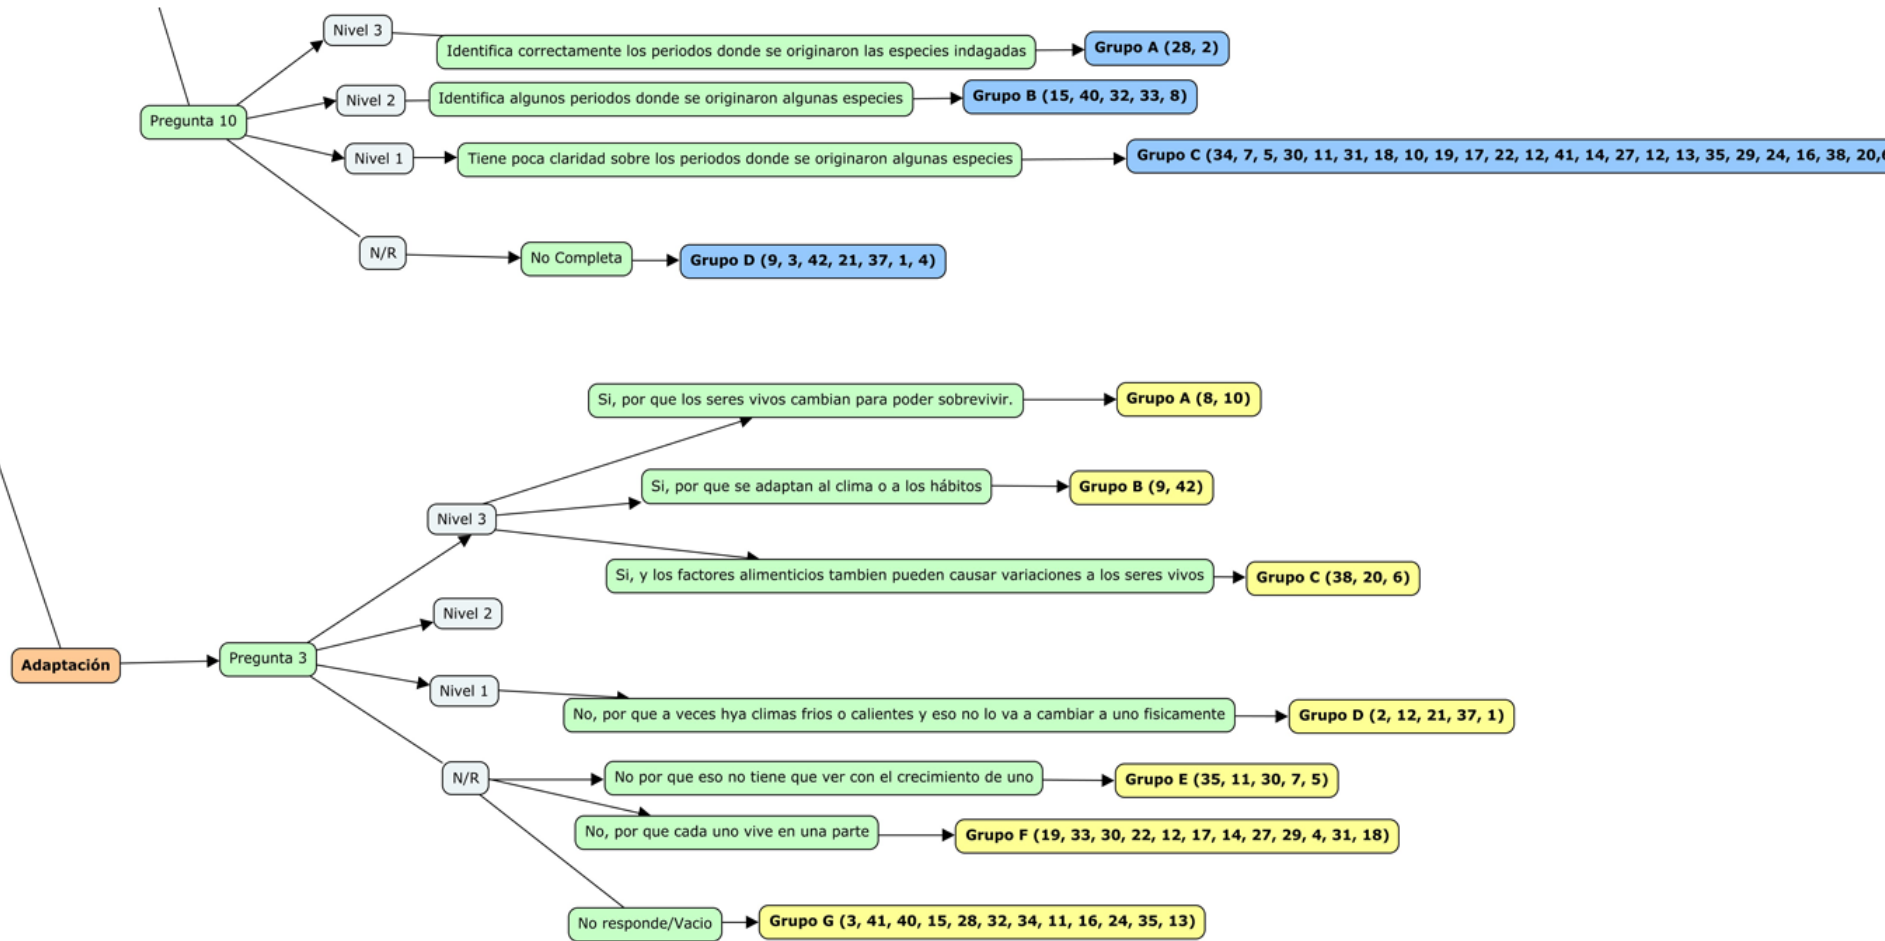 Nivel 3
Identifica correctamente los periodos donde se originaron las especies indagadas
Grupo A (28, 2)
Nivel 2
Identifica algunos periodos donde se originaron algunas especies
Grupo B (15, 40, 32, 33, 8)
Pregunta 10
Nivel 1
Tiene poca claridad sobre los periodos donde se originaron algunas especies
Grupo C (34, 7, 5, 30, 11, 31, 18, 10, 19, 17, 22, 12, 41, 14, 27, 12, 13, 35, 29, 24, 16, 38, 20,
N/R
No Completa
Grupo D (9, 3, 42, 21, 37, 1, 4)
Si, por que los seres vivos cambian para poder sobrevivir.
Grupo A (8, 10)
Si, por que se adaptan al clima o a los hábitos
Grupo B (9, 42)
Nivel 3
Si, y los factores alimenticios tambien pueden causar variaciones a los seres vivos
Grupo C (38, 20, 6)
Nivel 2
Adaptación
Pregunta 3
Nivel 1
No, por que a veces hya climas frios o calientes y eso no lo va a cambiar a uno fisicamente
Grupo D (2, 12, 21, 37, 1)
N/R
No por que eso no tiene que ver con el crecimiento de uno
Grupo E (35, 11, 30, 7, 5)
No, por que cada uno vive en una parte
Grupo F (19, 33, 30, 22, 12, 17, 14, 27, 29, 4, 31, 18)
No responde/Vacio
Grupo G (3, 41, 40, 15, 28, 32, 34, 11, 16, 24, 35, 13)